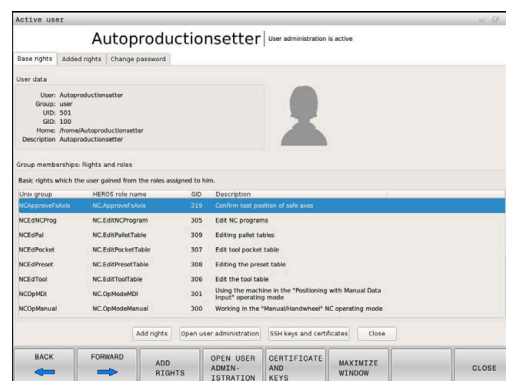 Active user
Autoproductionsetter User administration is active
Base rights Added rights Change password
User data
User: Autoproductionsetter
Group: user
UID: 501
GID: 100
Home: /home/Autoproductionsetter
Description Autoproductionsetter
Group memberships: Rights and roles
Basic rights which the user gained from the roles assigned to him.
Unix group HEROS role name GID Description
NCApproveFsAxis NC.ApproveFsAxis 319 Confirm test position of safe axes
NCEdNCProg NC.EditNCProgram 305 Edit NC programs
NCEdPal NC.EditPalletTable 309 Editing pallet tables
NCEdPocket NC.EditPocketTable 307 Edit tool pocket table
NCEdPreset NC.EditPresetTable 308 Editing the preset table
NCEdTool NC.EditToolTable 306 Edit the tool table
NCOpMDI NC.OpModeMDI 301 Using the machine in the "Positioning with Manual Data
Input" operating mode
NCOpManual NC.OpModeManual 300 Working in the "Manual/Handwheel" NC operating mode
Add rights Open user administration SSH keys and certificates Close
BACK FORWARD ADD RIGHTS OPEN USER ADMIN- ISTRATION CERTIFICATE AND KEYS MAXIMIZE WINDOW CLOSE